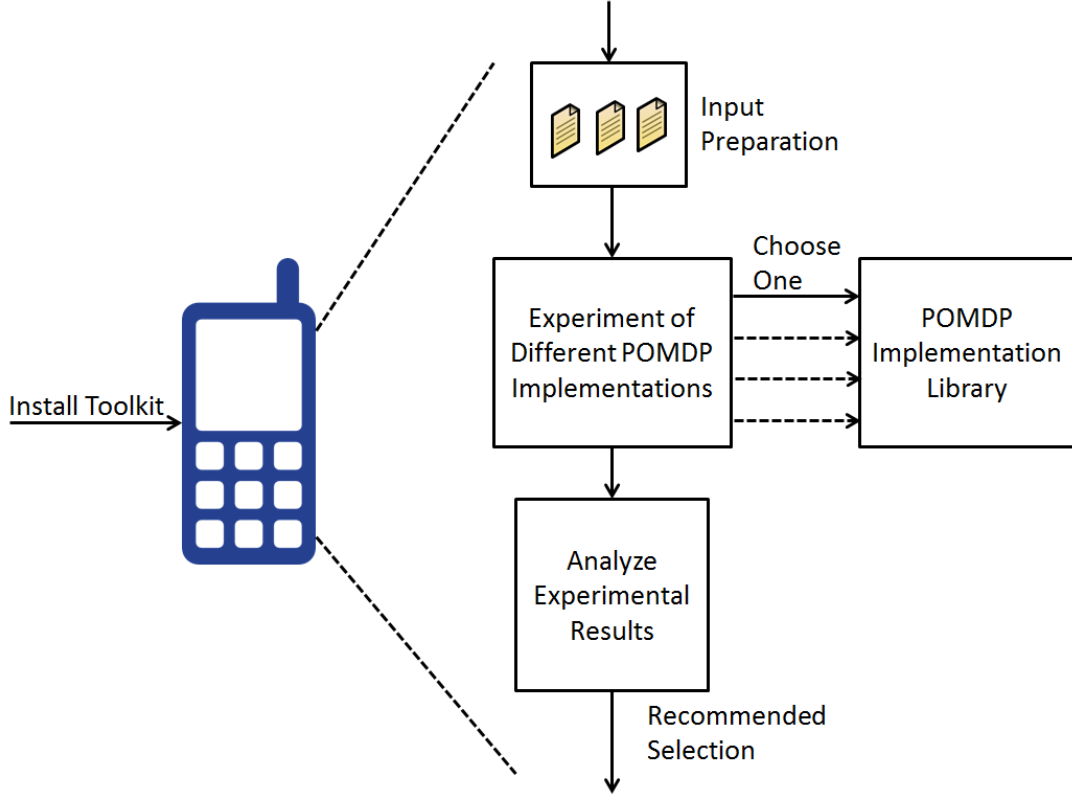 Input
Preparation
Choose
One
Experiment of
Different POMDP
Implementations
POMDP
Implementation
Library
Install Toolkit
Analyze
Experimental
Results
Recommended
Selection